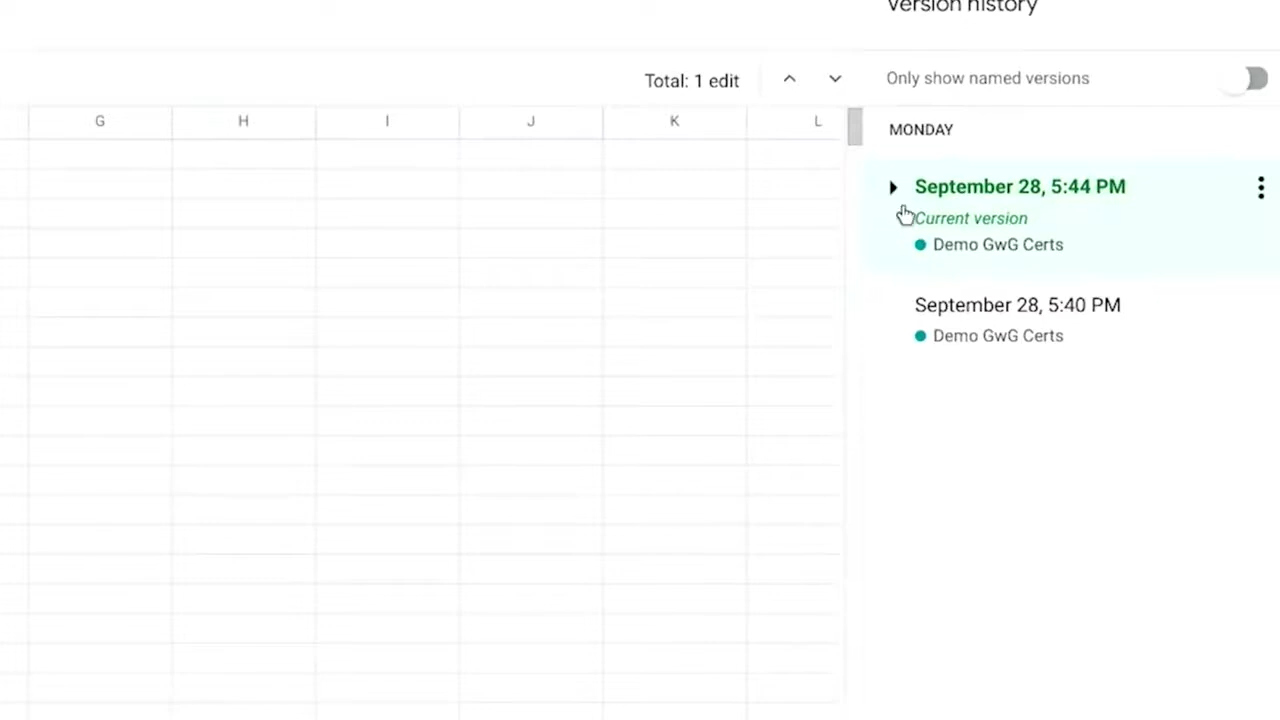 Version history
Total: 1 edit
Only show named versions
G H I J K L
MONDAY
September 28, 5:44 PM
Current version
Demo GwG Certs
September 28, 5:40 PM
Demo GwG Certs